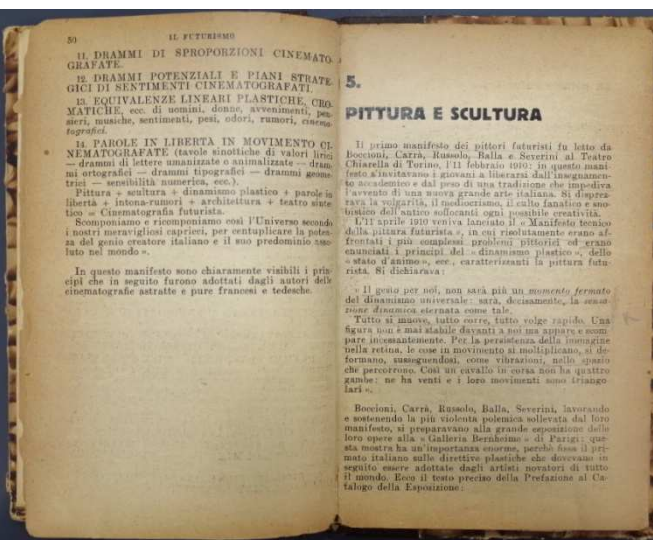 50 IL FUTURISMO
11. DRAMMI DI SPROPORZIONI CINEMATO-
GRAFATE.
12. DRAMMI POTENZIALI E PIANI STRATE-
GICI DI SENTIMENTI CINEMATOGRAFATI.
13. EQUIVALENZE LINEARI PLASTICHE, CRO-
MATICHE, ecc. di uomini, donne, avvenimenti, pen-
sieri, musiche, sentimenti, pesi, odori, rumori, cinema-
tografici.
14. PAROLE IN LIBERTA IN MOVIMENTO CI-
NEMATOGRAFATE (tavole sinottiche di valori lirici
— drammi di lettere umanizzate o animalizzate — dram-
mi ortografici — drammi tipografici — drammi geome-
trici — sensibilità numerica, ecc.).
Pittura + scultura + dinamismo plastico + parole in
libertà + intona-rumori + architettura + teatro sinte
tico = Cinematografia futurista.
Scomponiamo e ricomponiamo così l'Universo secondo
i nostri meravigliosi capricci, per centuplicare la poten-
za del genio creatore italiano e il suo predominio asso-
luto nel mondo ».
In questo manifesto sono chiaramente visibili i prin-
cipî che in seguito furono adottati dagli autori delle
cinematografie astratte e pure francesi e tedesche.
5.
PITTURA E SCULTURA
Il primo manifesto dei pittori futuristi fu letto da
Boccioni, Carrà, Russolo, Balla e Severini al Teatro
Chiarella di Torino, l'11 febbraio 1910: in questo mani-
festo s'invitavano i giovani a liberarsi dall'insegnamen-
to accademico e dal peso di una tradizione che impediva
l'avvento di una nuova grande arte italiana. Si disprez-
zava la volgarità, il mediocrismo, il culto fanatico e sno-
bistico dell'antico soffocanti ogni possibile creatività.
L'11 aprile 1910 veniva lanciato il « Manifesto tecnico
della pittura futurista », in cui risolutamente erano af-
frontati i più complessi problemi pittorici ed erano
enunciati i principî del « dinamismo plastico », dello
« stato d'animo », ecc., caratterizzanti la pittura futu-
rista. Si dichiarava:
« Il gesto per noi, non sarà più un momento fermato
del dinamismo universale: sarà, decisamente, la sensa-
zione dinamica eternata come tale.
Tutto si muove, tutto corre, tutto volge rapido. Una
figura non è mai stabile davanti a noi ma appare e scom-
pare incessantemente. Per la persistenza della immagine
nella retina, le cose in movimento si moltiplicano, si de-
formano, susseguendosi, come vibrazioni, nello spazio
che percorrono. Così un cavallo in corsa non ha quattro
gambe: ne ha venti e i loro movimenti sono triango-
lari ».
Boccioni, Carrà, Russolo, Balla, Severini, lavorando
e sostenendo la più violenta polemica sollevata dal loro
manifesto, si preparavano alla grande esposizione delle
loro opere alla « Galleria Bernheime » di Parigi: que-
sta mostra ha un'importanza enorme, perchè fissa il pri-
mato italiano sulle direttive plastiche che dovevano in
seguito essere adottate dagli artisti novatori di tutto
il mondo. Ecco il testo preciso della Prefazione al Ca-
talogo della Esposizione: